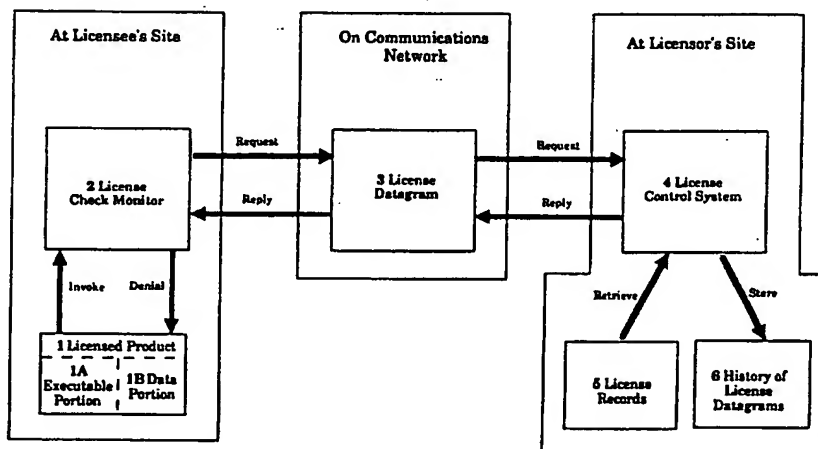 At Licensee's Site
On Communications
Network
At Licensor's Site
Request
Request
2 License
Check Monitor
3 License
Datagram
4 License
Control System
Reply
Reply
Invoke
Denial
Retrieve
Store
1 Licensed Product
1A
Executable
Portion
1B Data
Portion
5 License
Records
6 History of
License
Datagrams